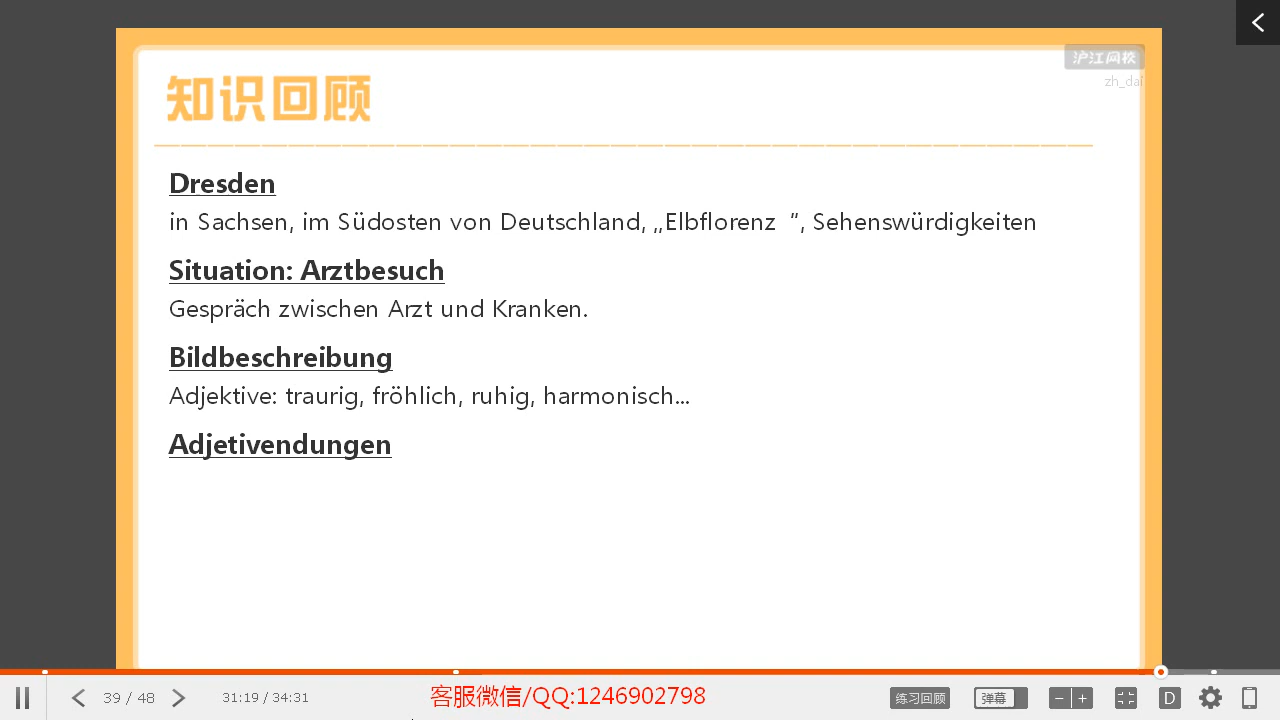 沪江网校
zh_dai
知识回顾
Dresden
in Sachsen, im Südosten von Deutschland, „Elbflorenz “, Sehenswürdigkeiten
Situation: Arztbesuch
Gespräch zwischen Arzt und Kranken.
Bildbeschreibung
Adjektive: traurig, fröhlich, ruhig, harmonisch...
Adjetivendungen
39 / 48 31:19 / 34:31 客服微信/QQ:1246902798 练习回顾 弹幕 − + D